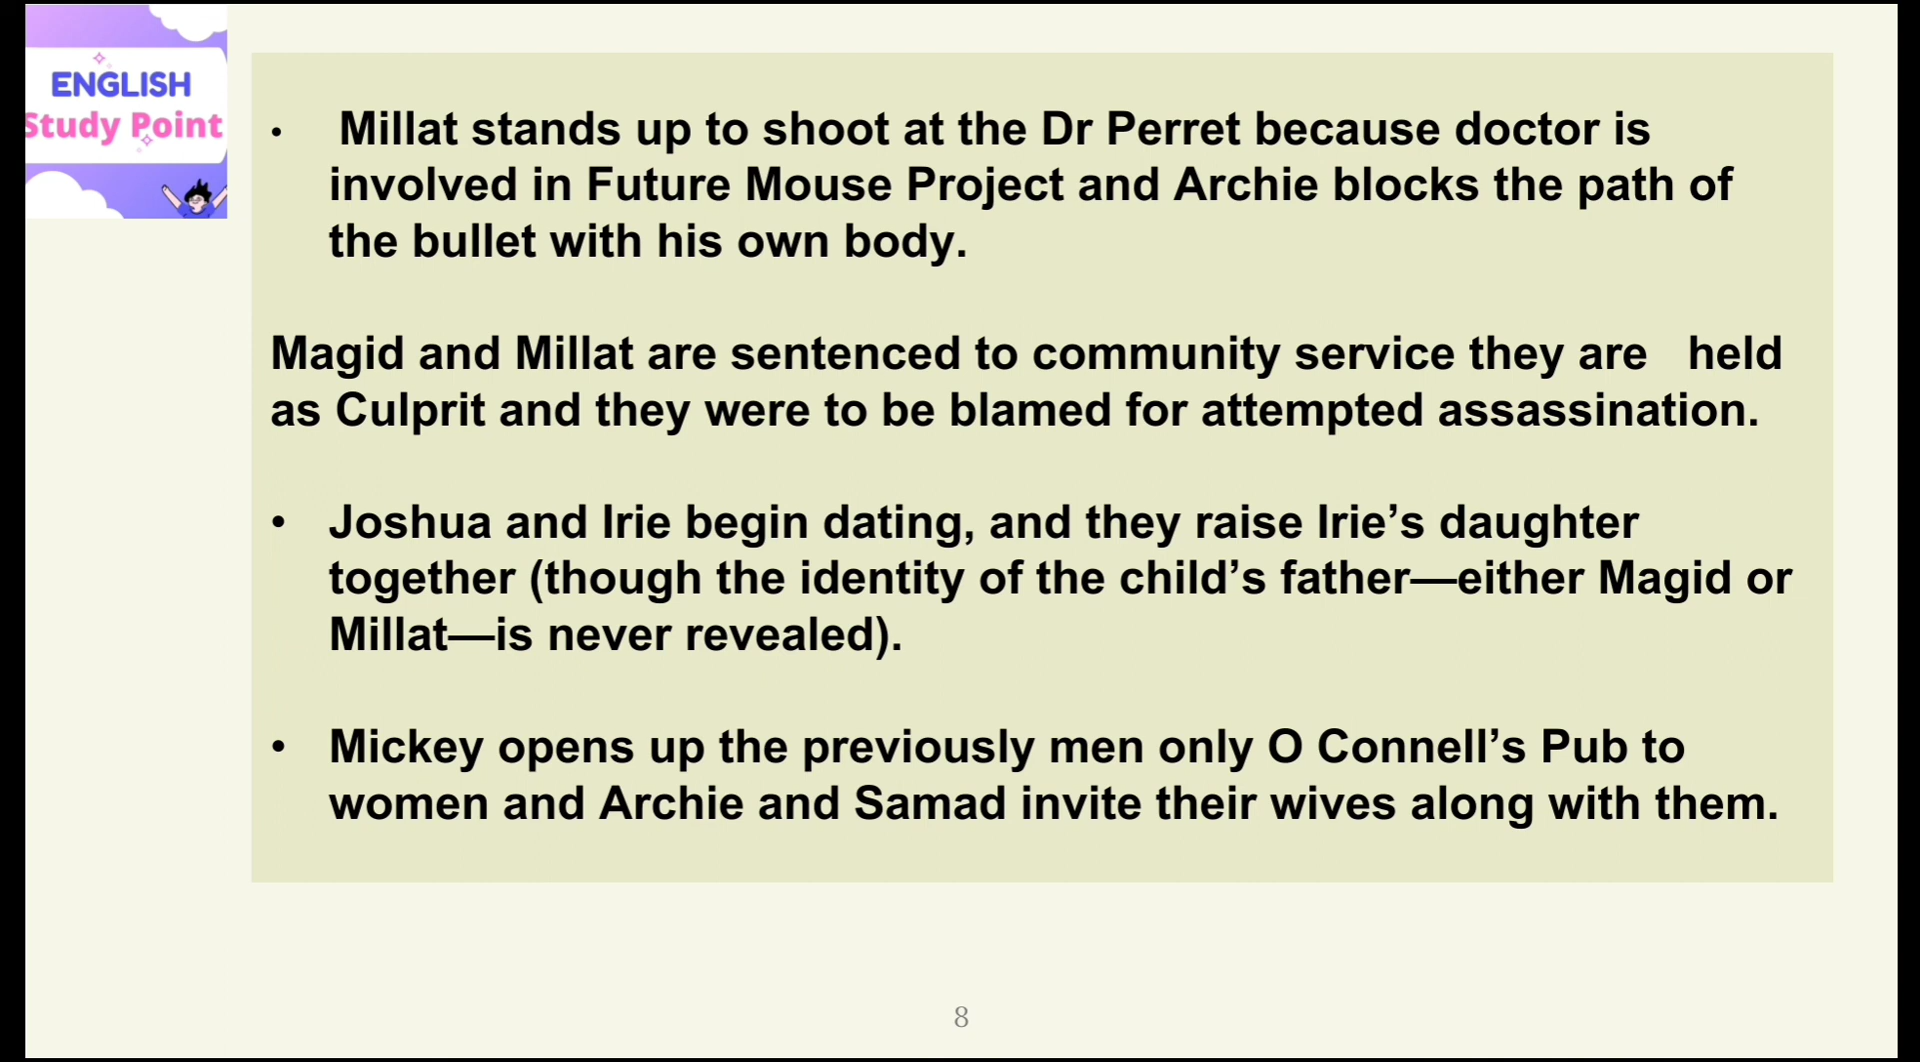 ENGLISH
Study Point
• Millat stands up to shoot at the Dr Perret because doctor is
involved in Future Mouse Project and Archie blocks the path of
the bullet with his own body.
Magid and Millat are sentenced to community service they are held
as Culprit and they were to be blamed for attempted assassination.
• Joshua and Irie begin dating, and they raise Irie’s daughter
together (though the identity of the child’s father—either Magid or
Millat—is never revealed).
• Mickey opens up the previously men only O Connell’s Pub to
women and Archie and Samad invite their wives along with them.
8